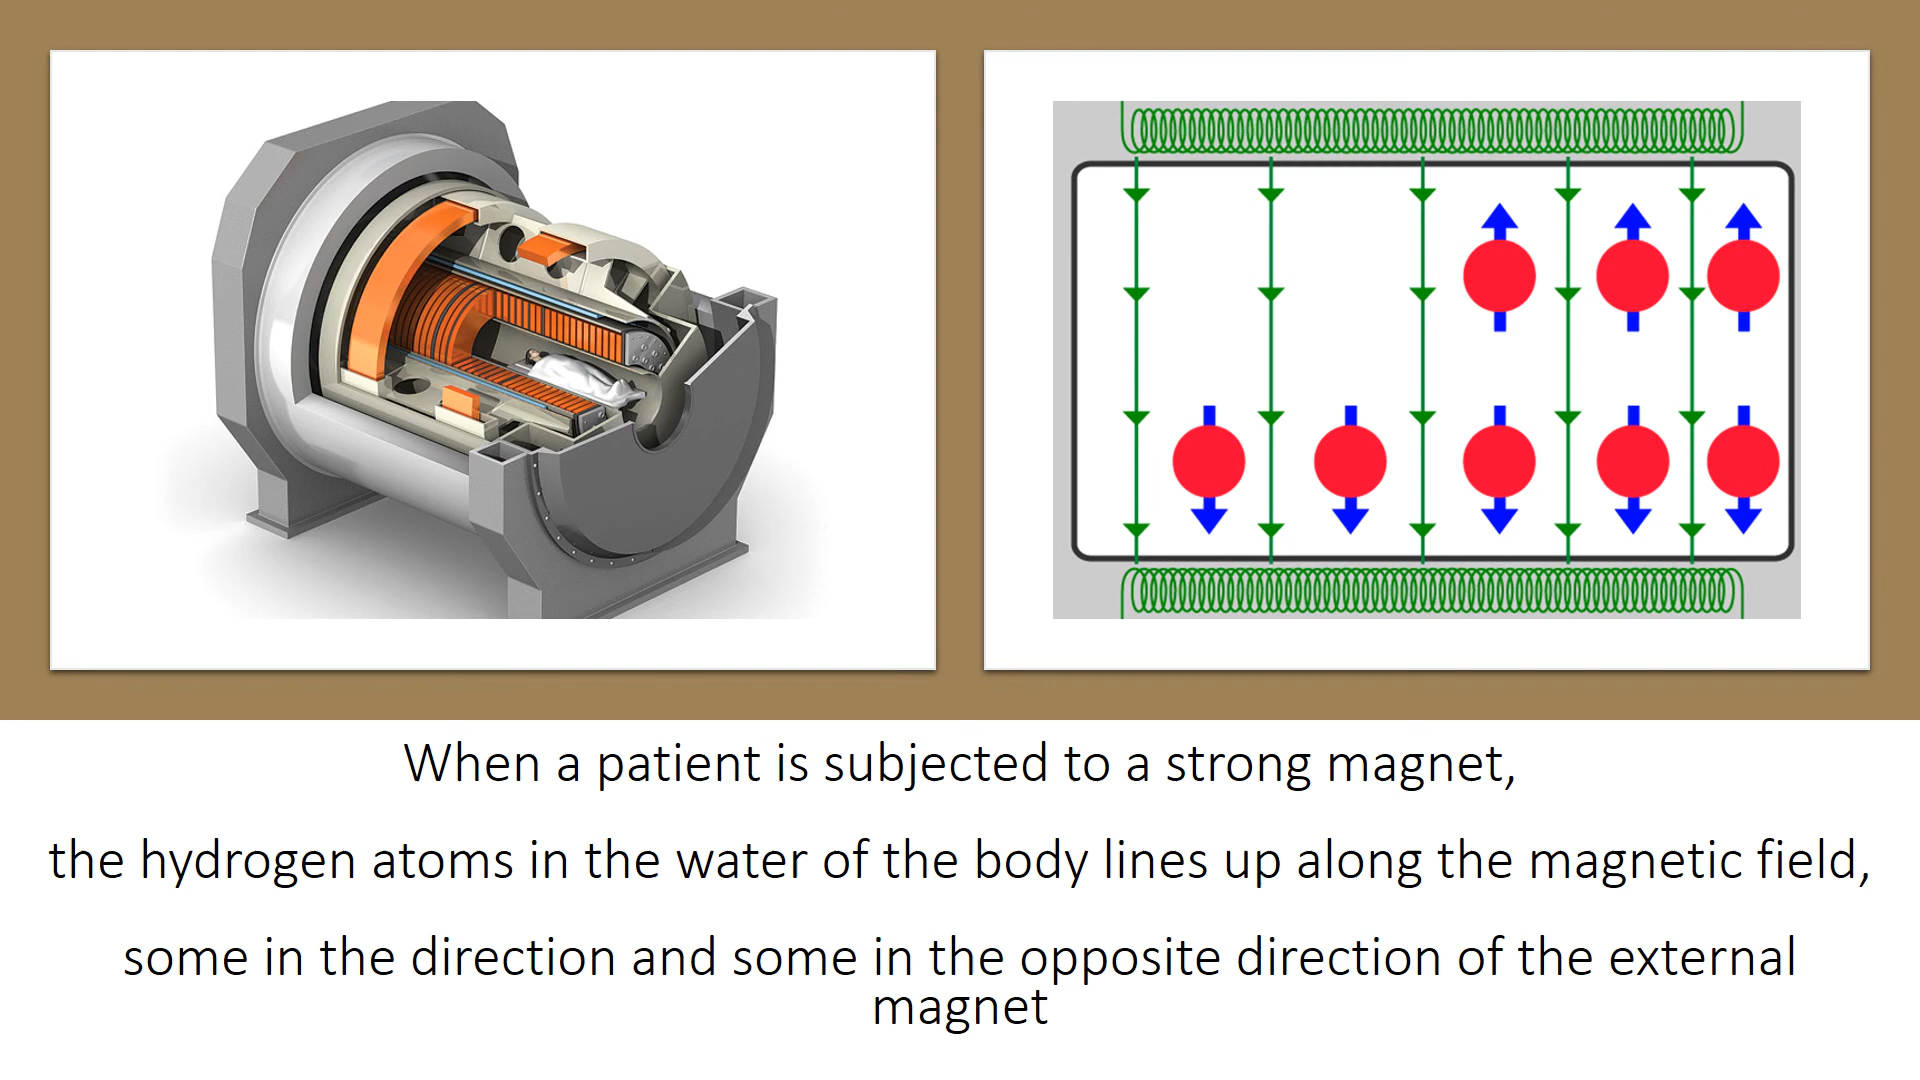 When a patient is subjected to a strong magnet,
the hydrogen atoms in the water of the body lines up along the magnetic field,
some in the direction and some in the opposite direction of the external
magnet